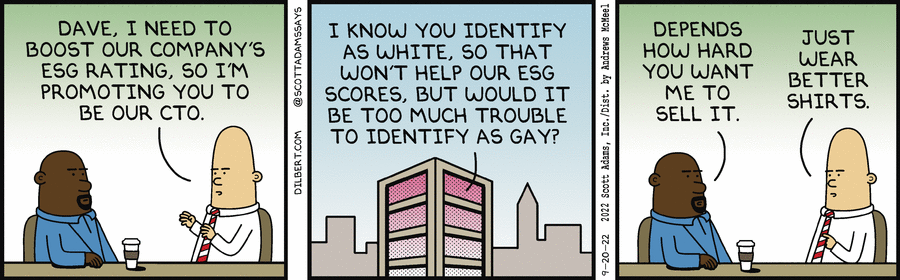 DAVE, I NEED TO
BOOST OUR COMPANY'S
ESG RATING, SO I'M
PROMOTING YOU TO
BE OUR CTO.
DILBERT.COM @SCOTTADAMSSAYS
I KNOW YOU IDENTIFY
AS WHITE, SO THAT
WON'T HELP OUR ESG
SCORES, BUT WOULD IT
BE TOO MUCH TROUBLE
TO IDENTIFY AS GAY?
9-20-22 2022 Scott Adams, Inc./Dist. by Andrews McMeel
DEPENDS
HOW HARD
YOU WANT
ME TO
SELL IT.
JUST
WEAR
BETTER
SHIRTS.